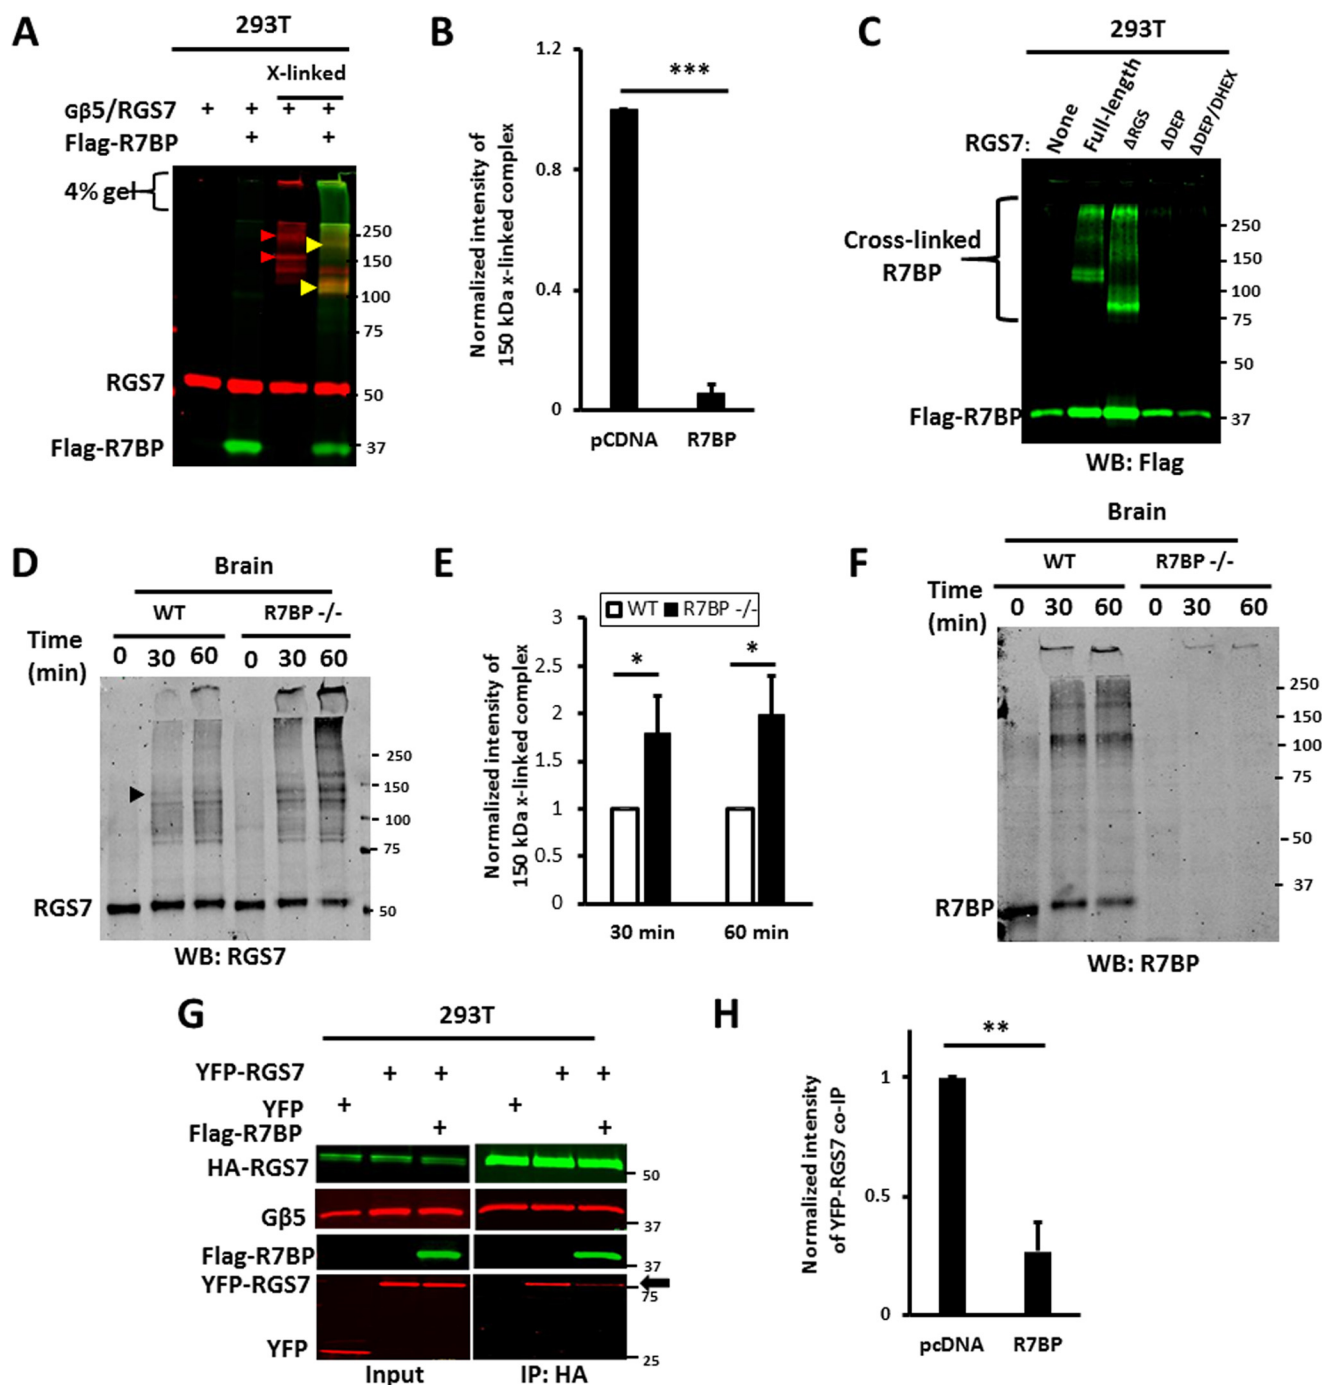 A
293T
X-linked
Gβ5/RGS7 + + + +
Flag-R7BP + +
4% gel
250
150
100
75
RGS7
50
Flag-R7BP
37
B
Normalized intensity of
150 kDa x-linked complex
1.2
***
0.8
0.4
0
pCDNA R7BP
C
293T
RGS7: None Full-length ΔRGS ΔDEP ΔDEP/DHEX
Cross-linked
R7BP
250
150
100
75
50
Flag-R7BP
37
WB: Flag
D
Brain
WT R7BP -/-
Time
(min)
0 30 60 0 30 60
250
150
100
75
RGS7
50
WB: RGS7
E
Normalized intensity of
150 kDa x-linked complex
WT R7BP -/-
3
2.5
2
1.5
1
0.5
0
* *
30 min 60 min
F
Brain
WT R7BP -/-
Time
(min)
0 30 60 0 30 60
250
150
100
75
50
37
R7BP
WB: R7BP
G
293T
YFP-RGS7 + + + +
YFP + +
Flag-R7BP + +
HA-RGS7
50
Gβ5
37
Flag-R7BP
37
YFP-RGS7
75
YFP
25
Input IP: HA
H
Normalized intensity
of YFP-RGS7 co-IP
**
1
0.5
0
pcDNA R7BP